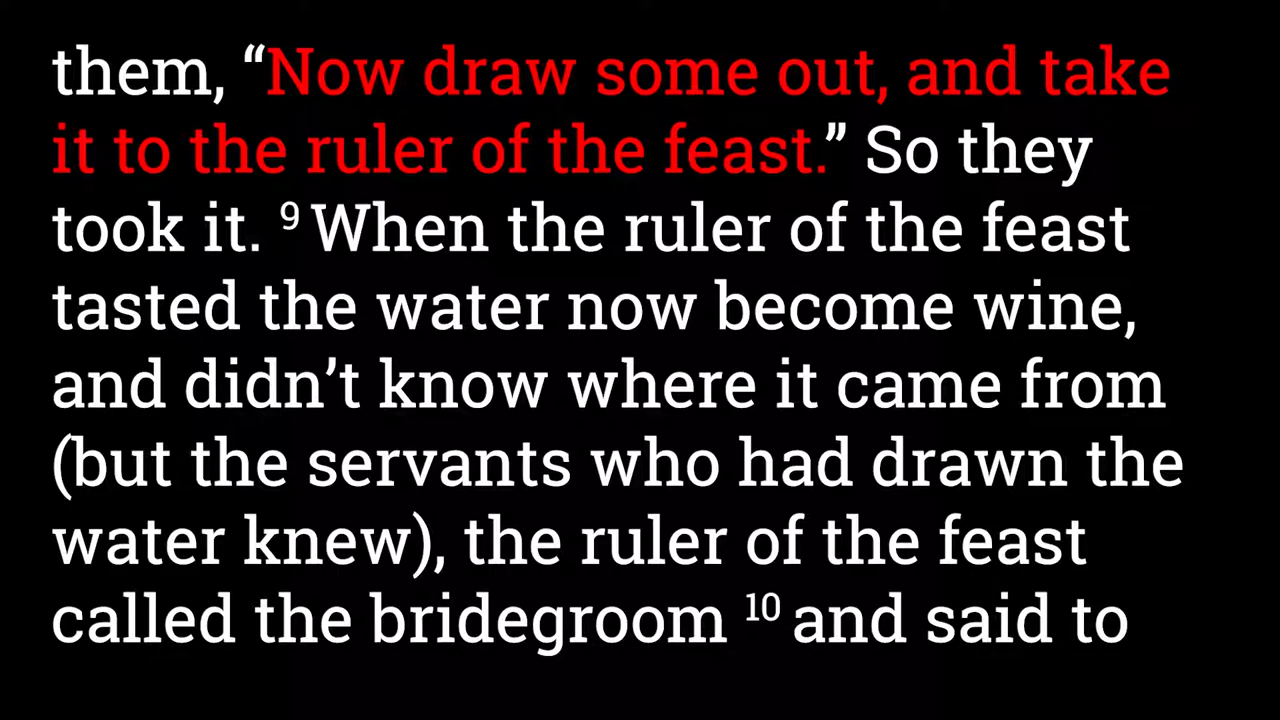 them, “Now draw some out, and take
it to the ruler of the feast.” So they
took it. ⁹ When the ruler of the feast
tasted the water now become wine,
and didn’t know where it came from
(but the servants who had drawn the
water knew), the ruler of the feast
called the bridegroom ¹⁰ and said to